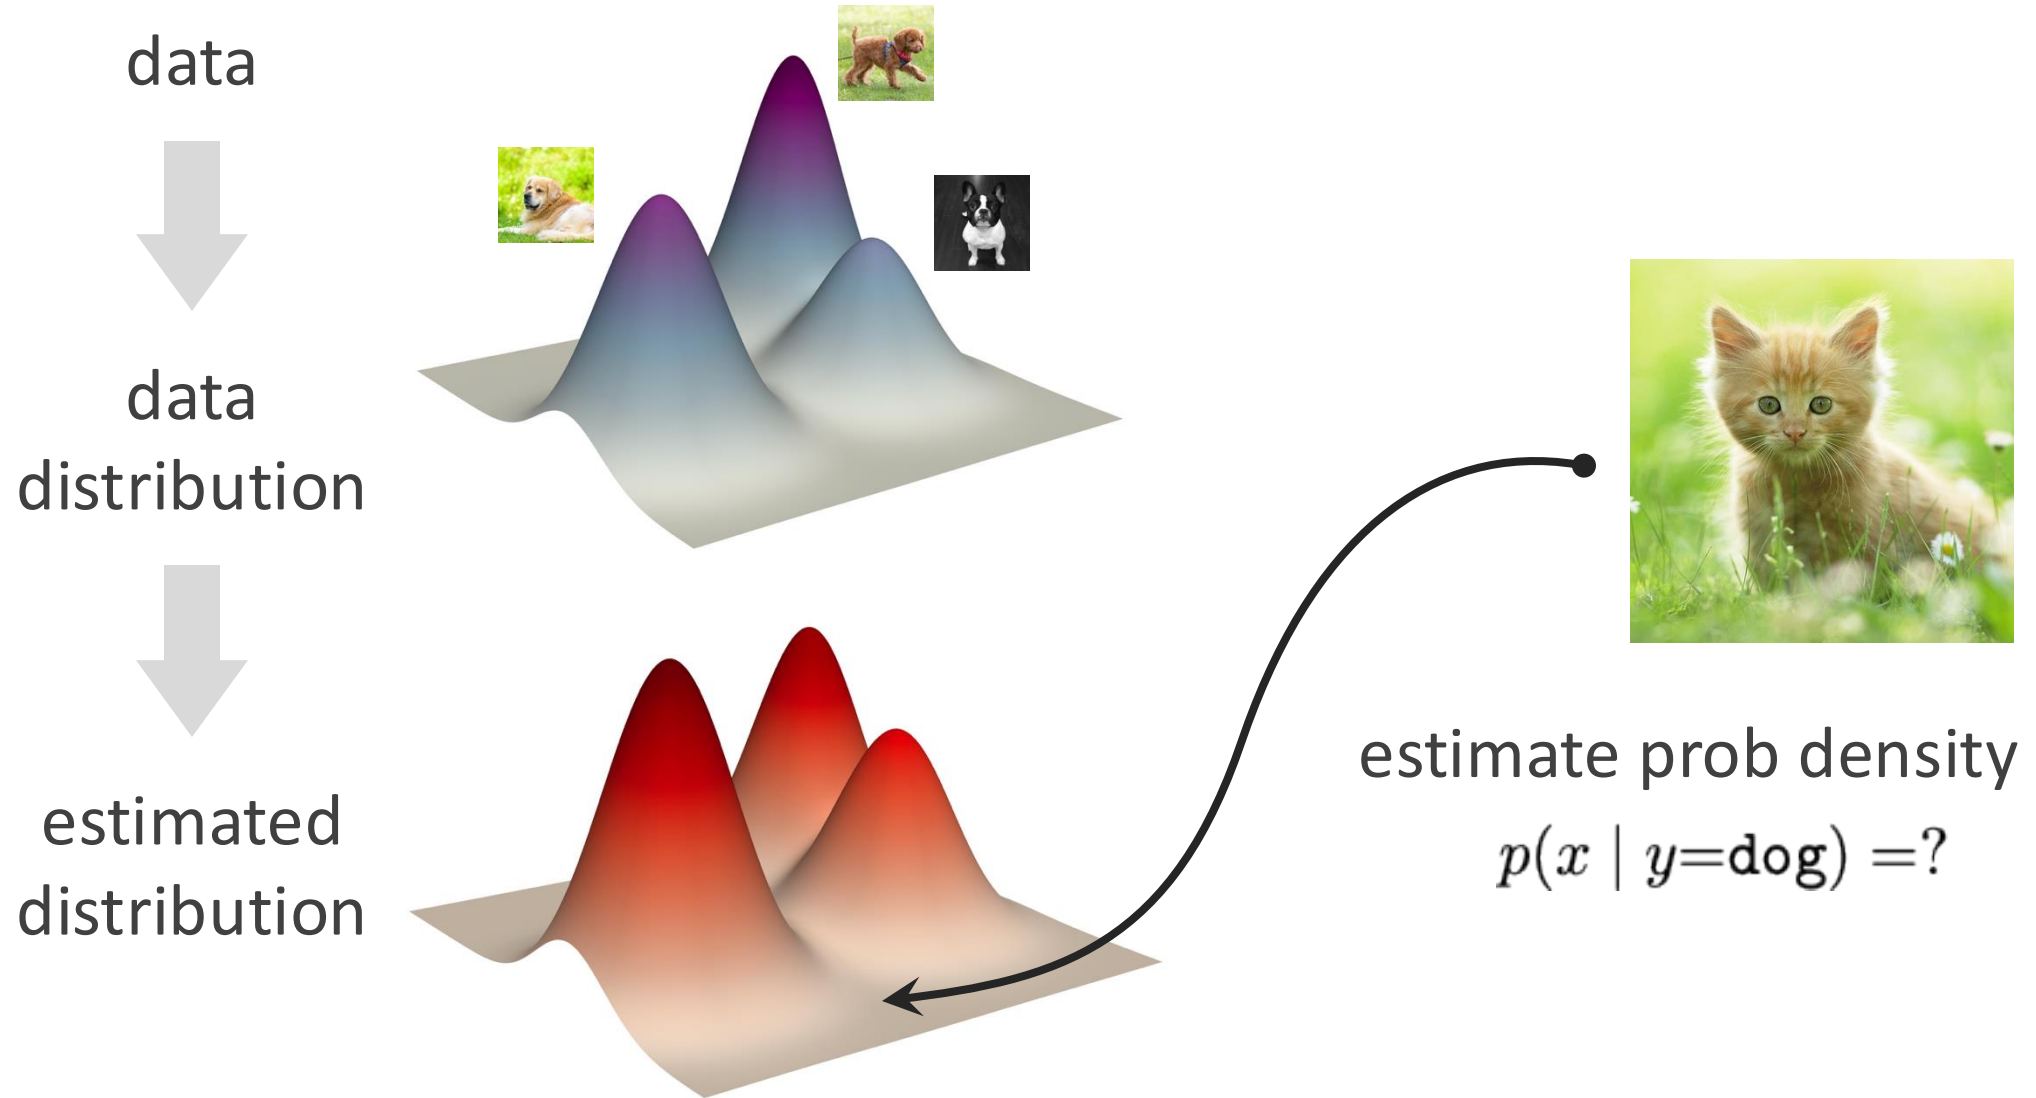 data
data
distribution
estimated
distribution
estimate prob density
p(x | y=dog) =?